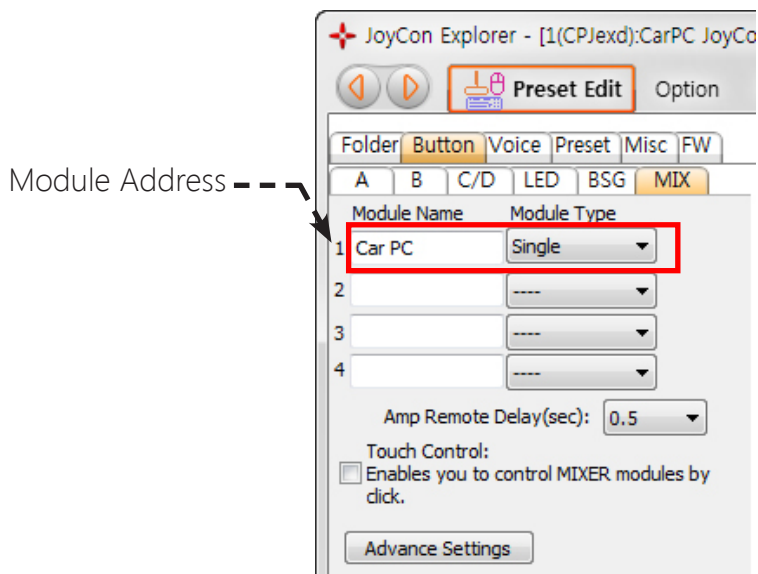 JoyCon Explorer - [1(CPJexd):CarPC JoyCo
Preset Edit Option
Folder Button Voice Preset Misc FW
A B C/D LED BSG MIX
Module Address
Module Name Module Type
1 Car PC Single
2 ----
3 ----
4 ----
Amp Remote Delay(sec): 0.5
Touch Control:
Enables you to control MIXER modules by
click.
Advance Settings